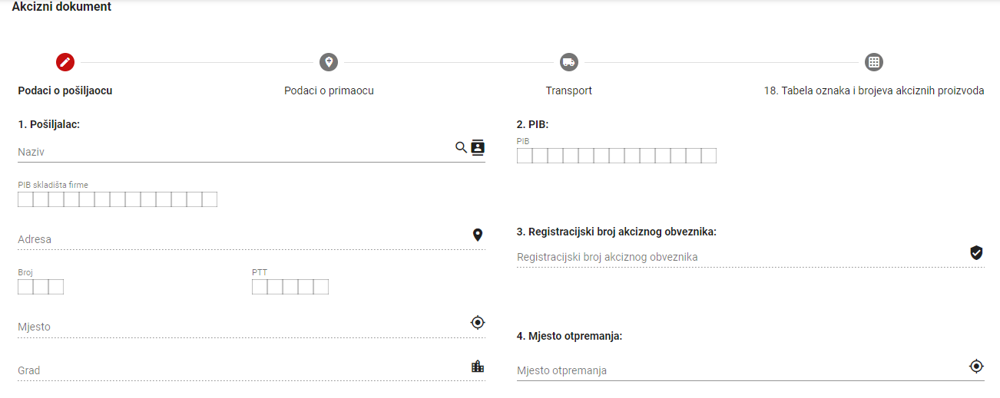 Akcizni dokument
Podaci o pošiljaocu
Podaci o primaocu
Transport
18. Tabela oznaka i brojeva akciznih proizvoda
1. Pošiljalac:
Naziv
PIB skladišta firme
Adresa
Broj
PTT
Mjesto
Grad
2. PIB:
PIB
3. Registracijski broj akciznog obveznika:
Registracijski broj akciznog obveznika
4. Mjesto otpremanja:
Mjesto otpremanja